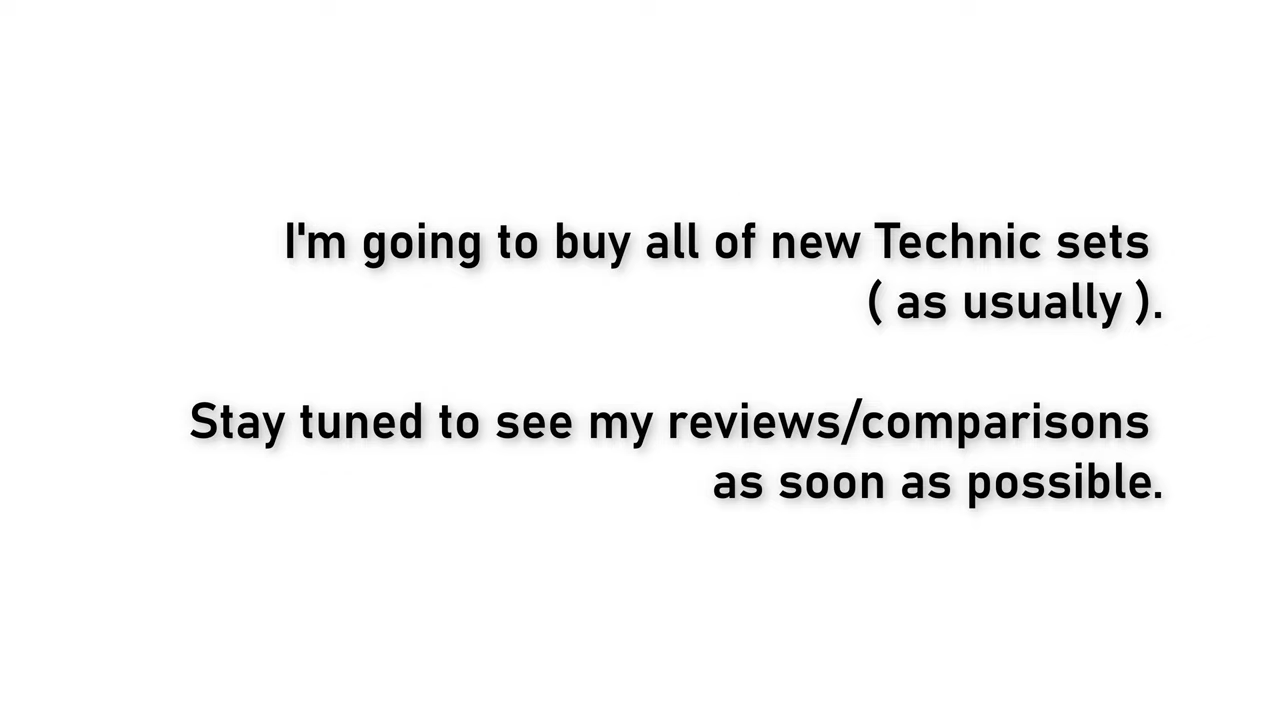 I'm going to buy all of new Technic sets
( as usually ).
Stay tuned to see my reviews/comparisons
as soon as possible.